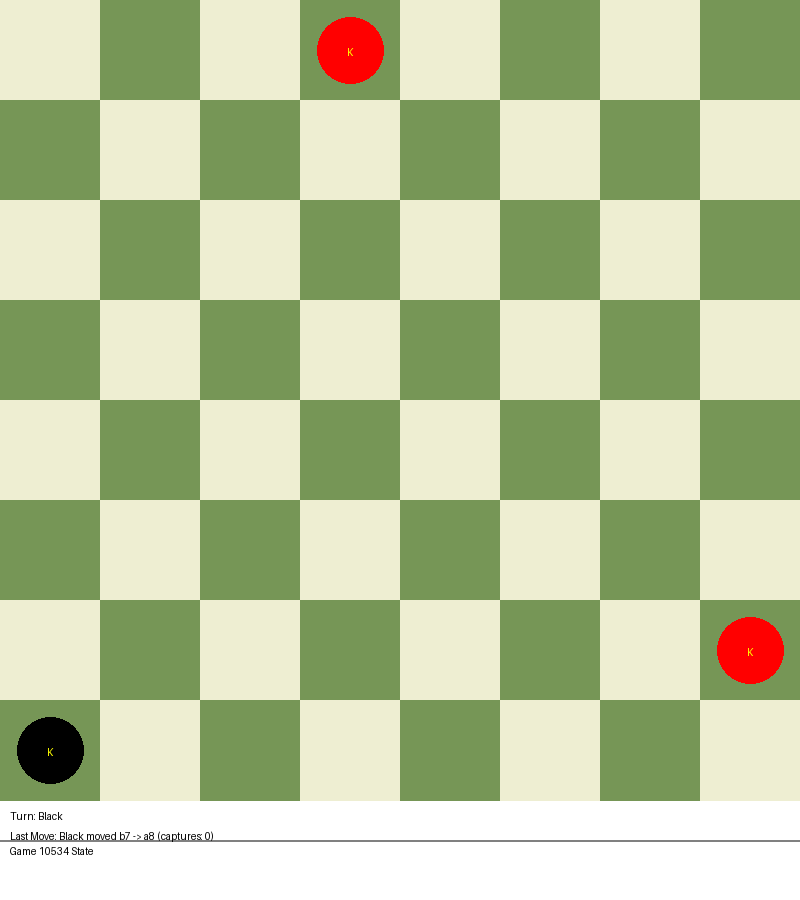 K
K
K
Turn: Black
Last Move: Black moved b7 -> a8 (captures: 0)
Game 10534 State